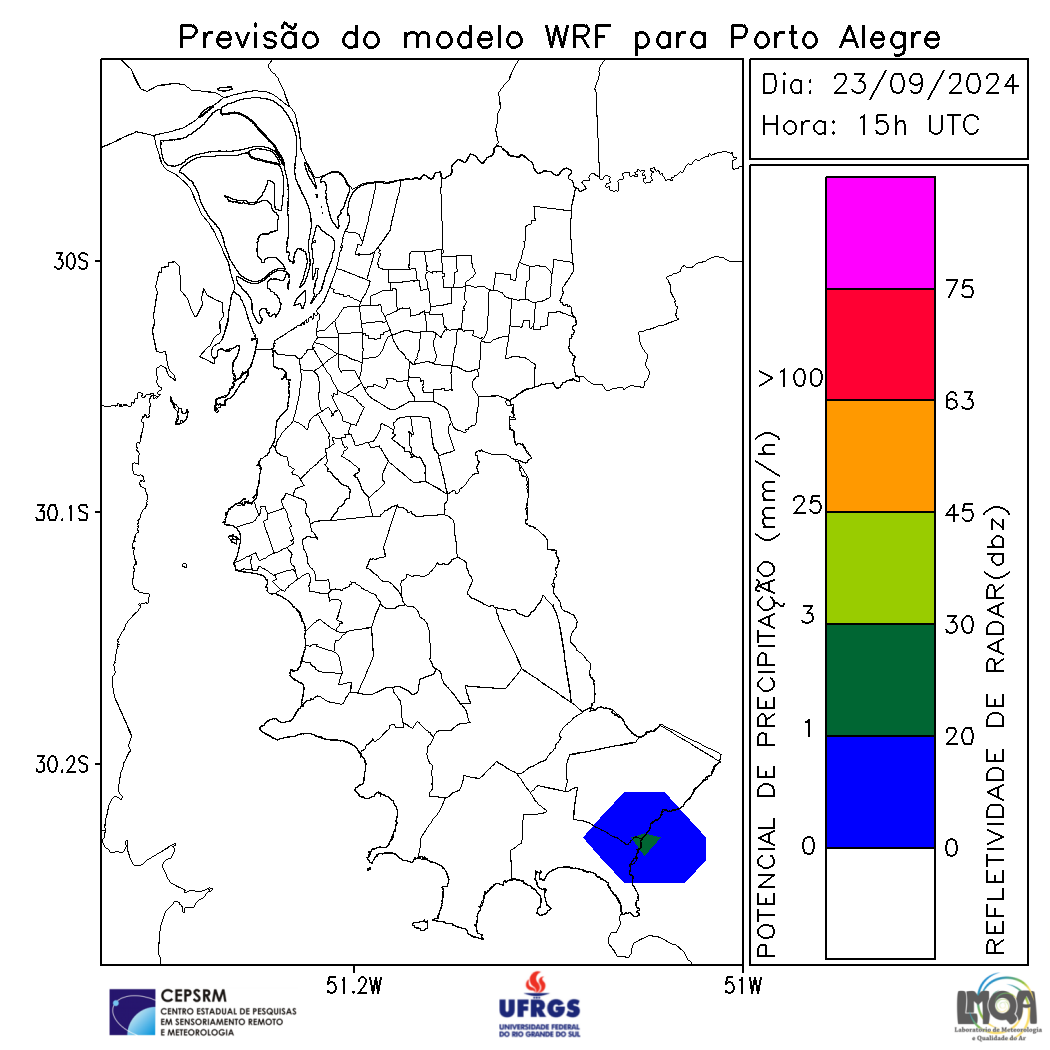 Previsão do modelo WRF para Porto Alegre
Dia: 23/09/2024
Hora: 15h UTC
30S
30.1S
30.2S
51.2W
51W
POTENCIAL DE PRECIPITAÇÃO (mm/h)
>100
25
3
1
0
75
63
45
30
20
0
REFLETIVIDADE DE RADAR(dbz)
CEPSRM
CENTRO ESTADUAL DE PESQUISAS
EM SENSORIAMENTO REMOTO
E METEOROLOGIA
UFRGS
UNIVERSIDADE FEDERAL
DO RIO GRANDE DO SUL
LMQA
Laboratório de Meteorologia
e Qualidade do Ar